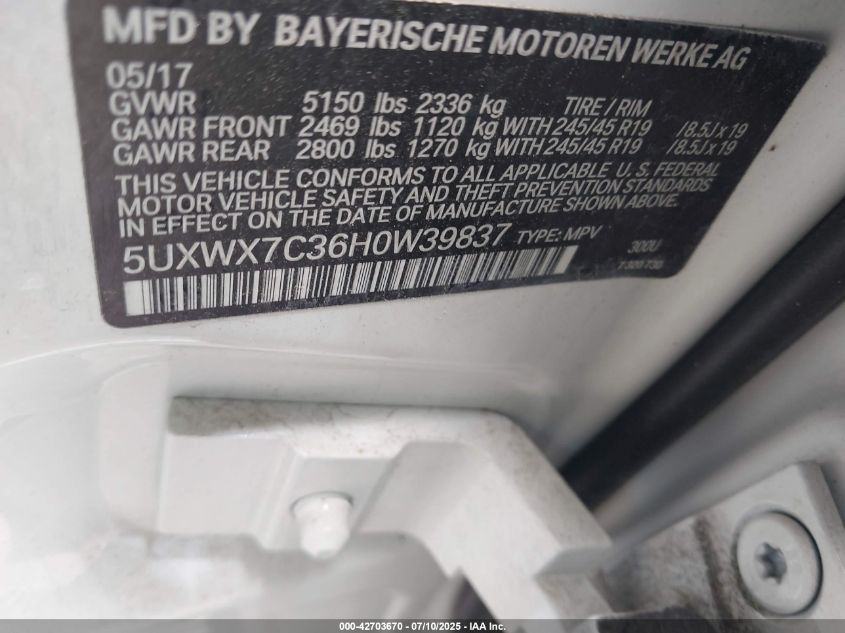 MFD BY BAYERISCHE MOTOREN WERKE AG
05/17
GVWR 5150 lbs 2336 kg TIRE / RIM
GAWR FRONT 2469 lbs 1120 kg WITH 245/45 R19 /8.5J x 19
GAWR REAR 2800 lbs 1270 kg WITH 245/45 R19 /8.5J x 19
THIS VEHICLE CONFORMS TO ALL APPLICABLE U.S. FEDERAL
MOTOR VEHICLE SAFETY AND THEFT PREVENTION STANDARDS
IN EFFECT ON THE DATE OF MANUFACTURE SHOWN ABOVE.
5UXWX7C36H0W39837 TYPE: MPV 300U
7320730
000-42703670 - 07/10/2025 - IAA Inc.